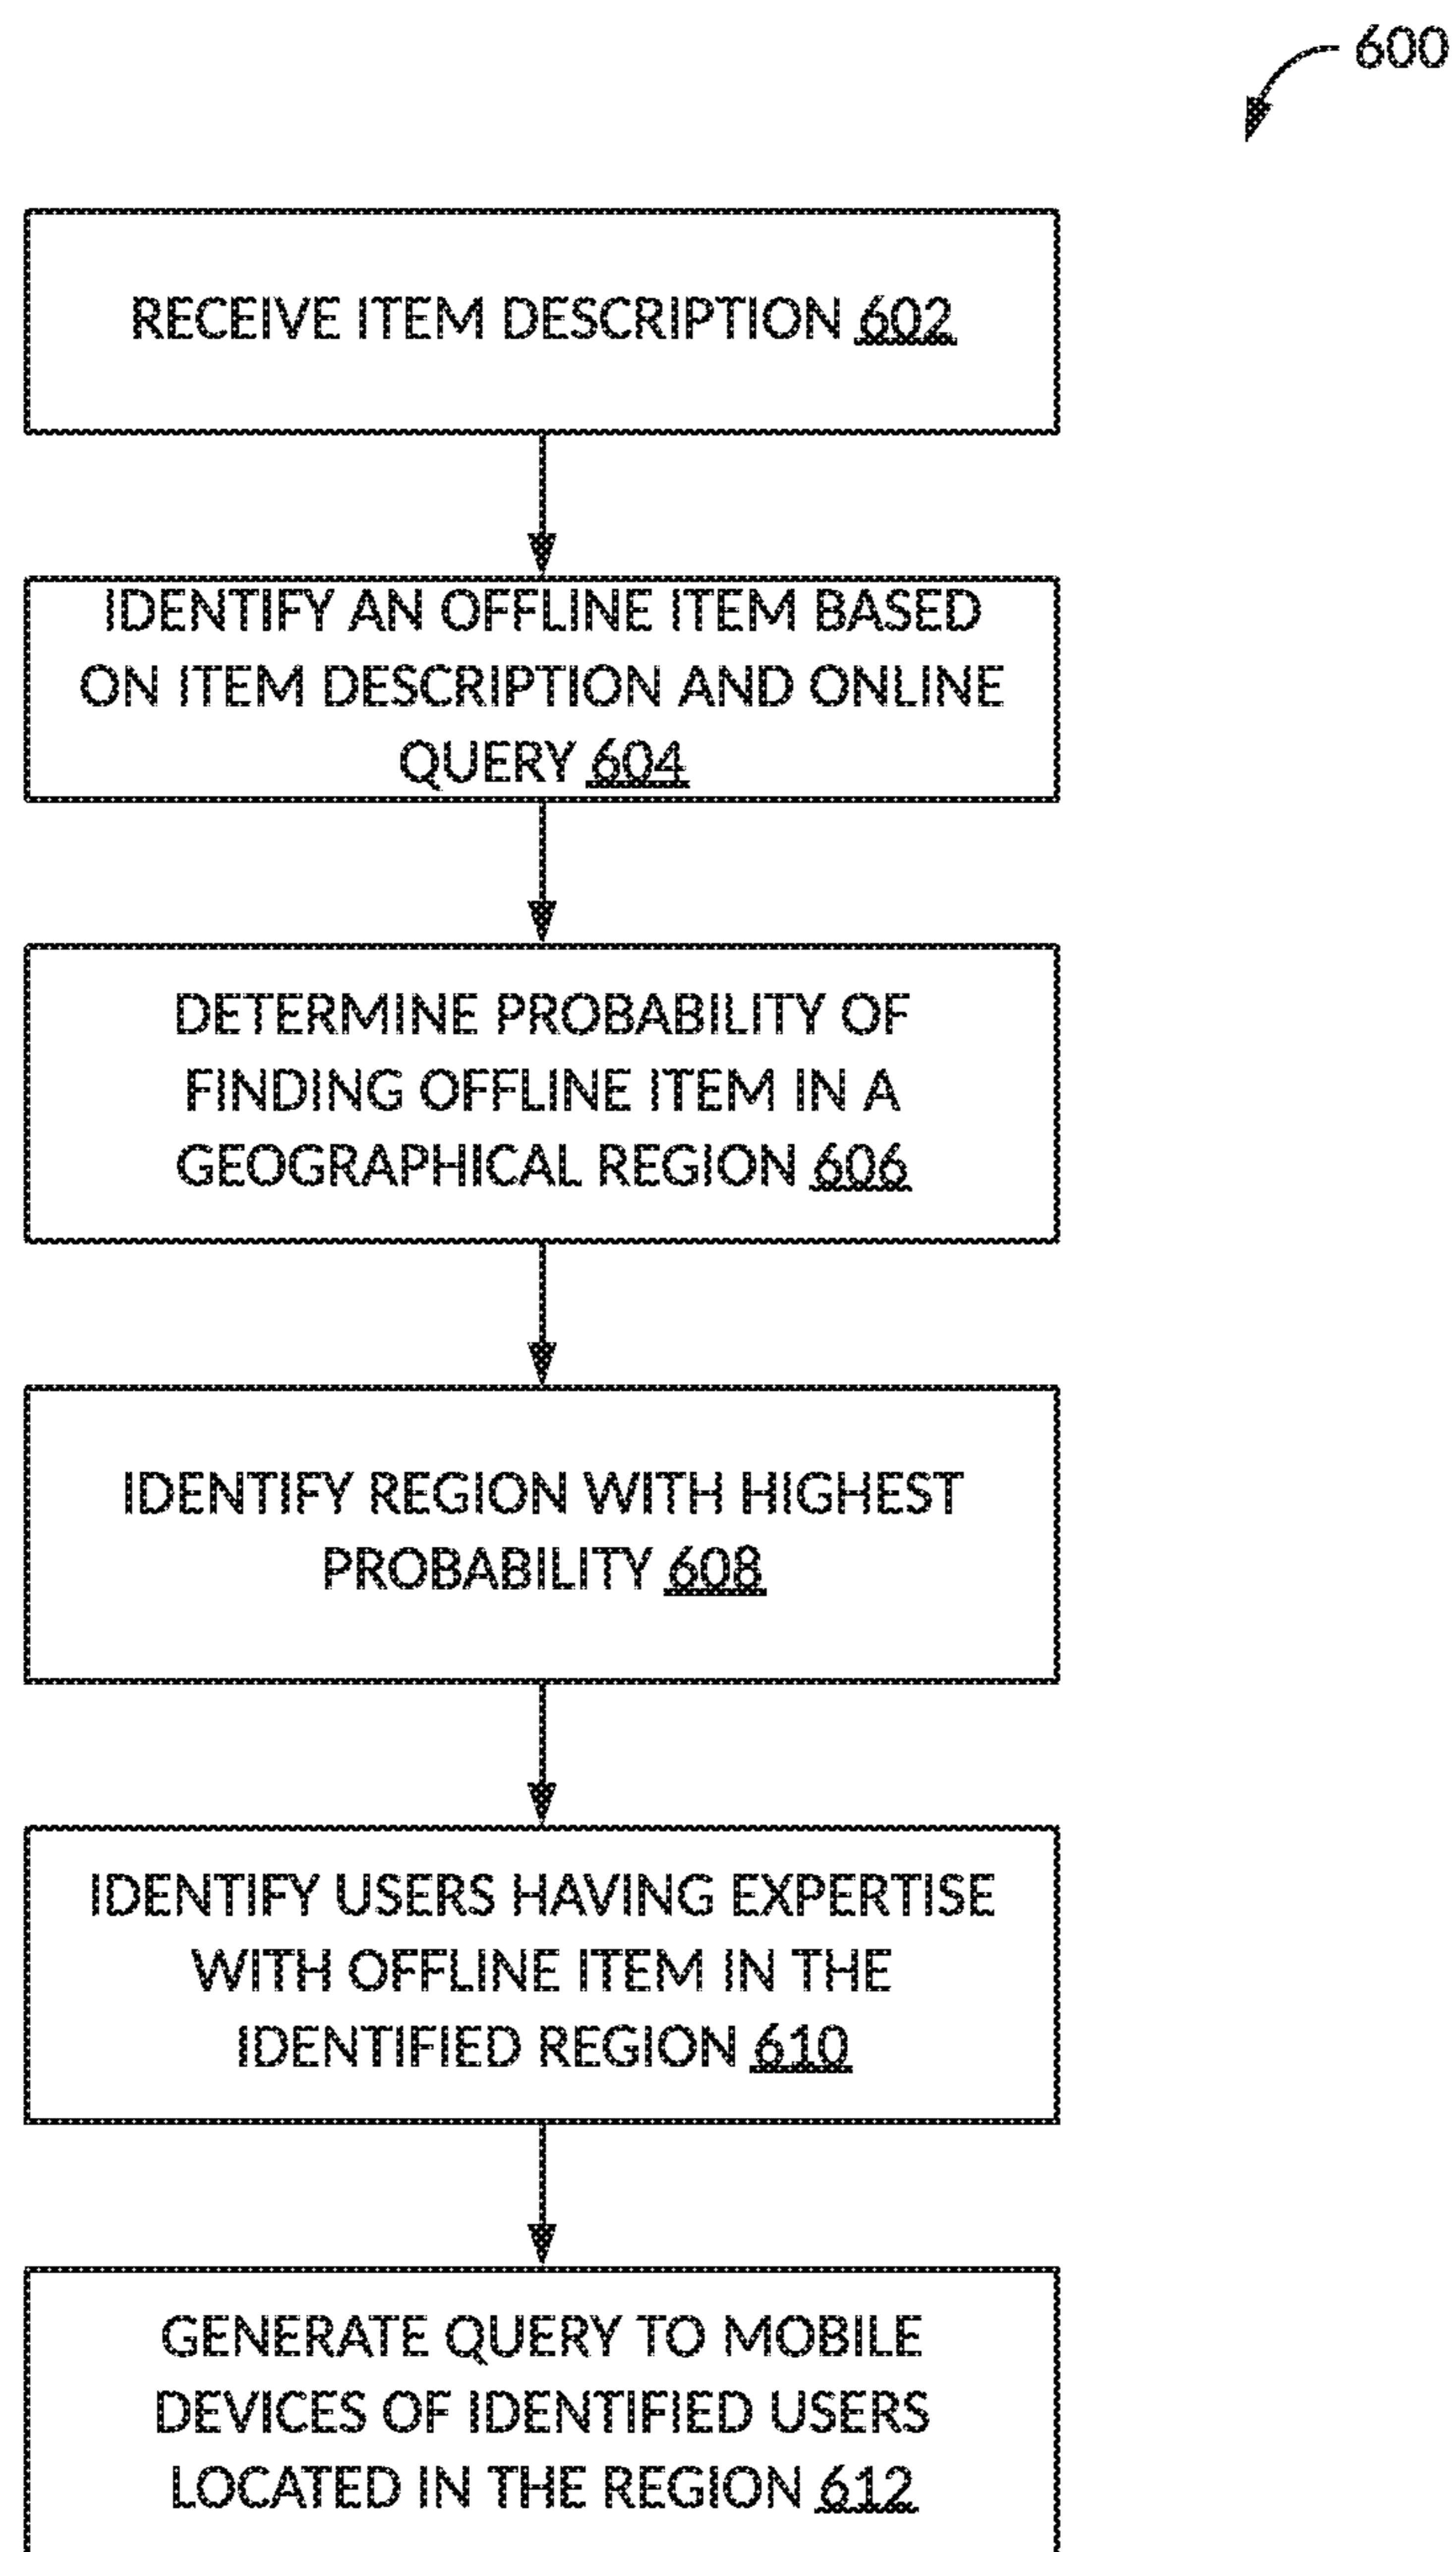 600
RECEIVE ITEM DESCRIPTION 602
IDENTIFY AN OFFLINE ITEM BASED
ON ITEM DESCRIPTION AND ONLINE
QUERY 604
DETERMINE PROBABILITY OF
FINDING OFFLINE ITEM IN A
GEOGRAPHICAL REGION 606
IDENTIFY REGION WITH HIGHEST
PROBABILITY 608
IDENTIFY USERS HAVING EXPERTISE
WITH OFFLINE ITEM IN THE
IDENTIFIED REGION 610
GENERATE QUERY TO MOBILE
DEVICES OF IDENTIFIED USERS
LOCATED IN THE REGION 612